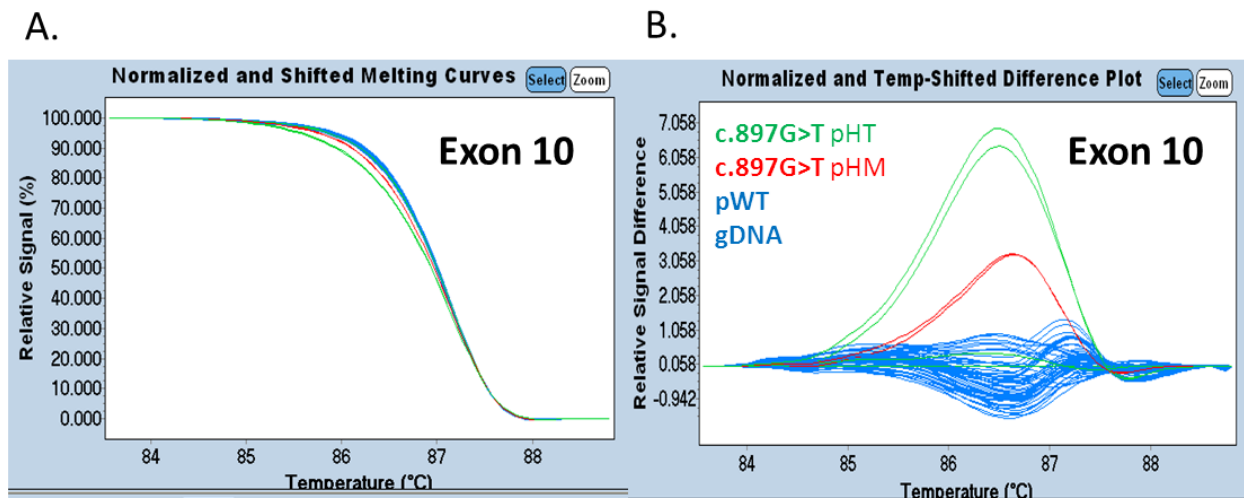 A.
B.
Normalized and Shifted Melting Curves
Select
Zoom
Exon 10
Relative Signal (%)
100.000
90.000
80.000
70.000
60.000
50.000
40.000
30.000
20.000
10.000
0.000
84
85
86
87
88
Temperature (°C)
Normalized and Temp-Shifted Difference Plot
Select
Zoom
c.897G>T pHT
c.897G>T pHM
pWT
gDNA
Exon 10
Relative Signal Difference
7.058
6.058
5.058
4.058
3.058
2.058
1.058
0.058
-0.942
84
85
86
87
88
Temperature (°C)